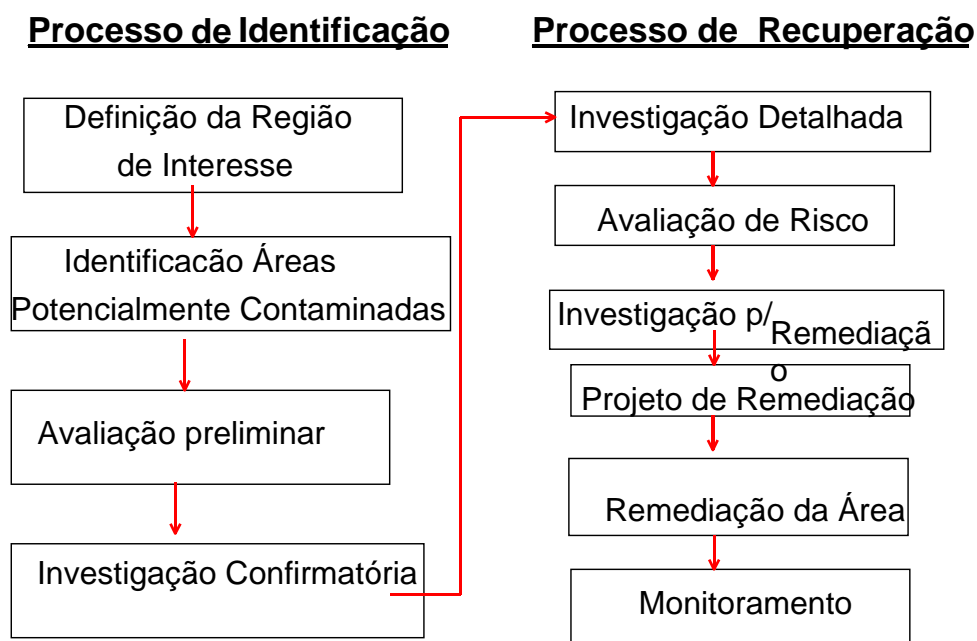 Processo de Identificação
Definição da Região
de Interesse
Identificação Áreas
Potencialmente Contaminadas
Avaliação preliminar
Investigação Confirmatória
Processo de Recuperação
Investigação Detalhada
Avaliação de Risco
Investigação p/ Remediaçã
o
Projeto de Remediação
Remediação da Área
Monitoramento